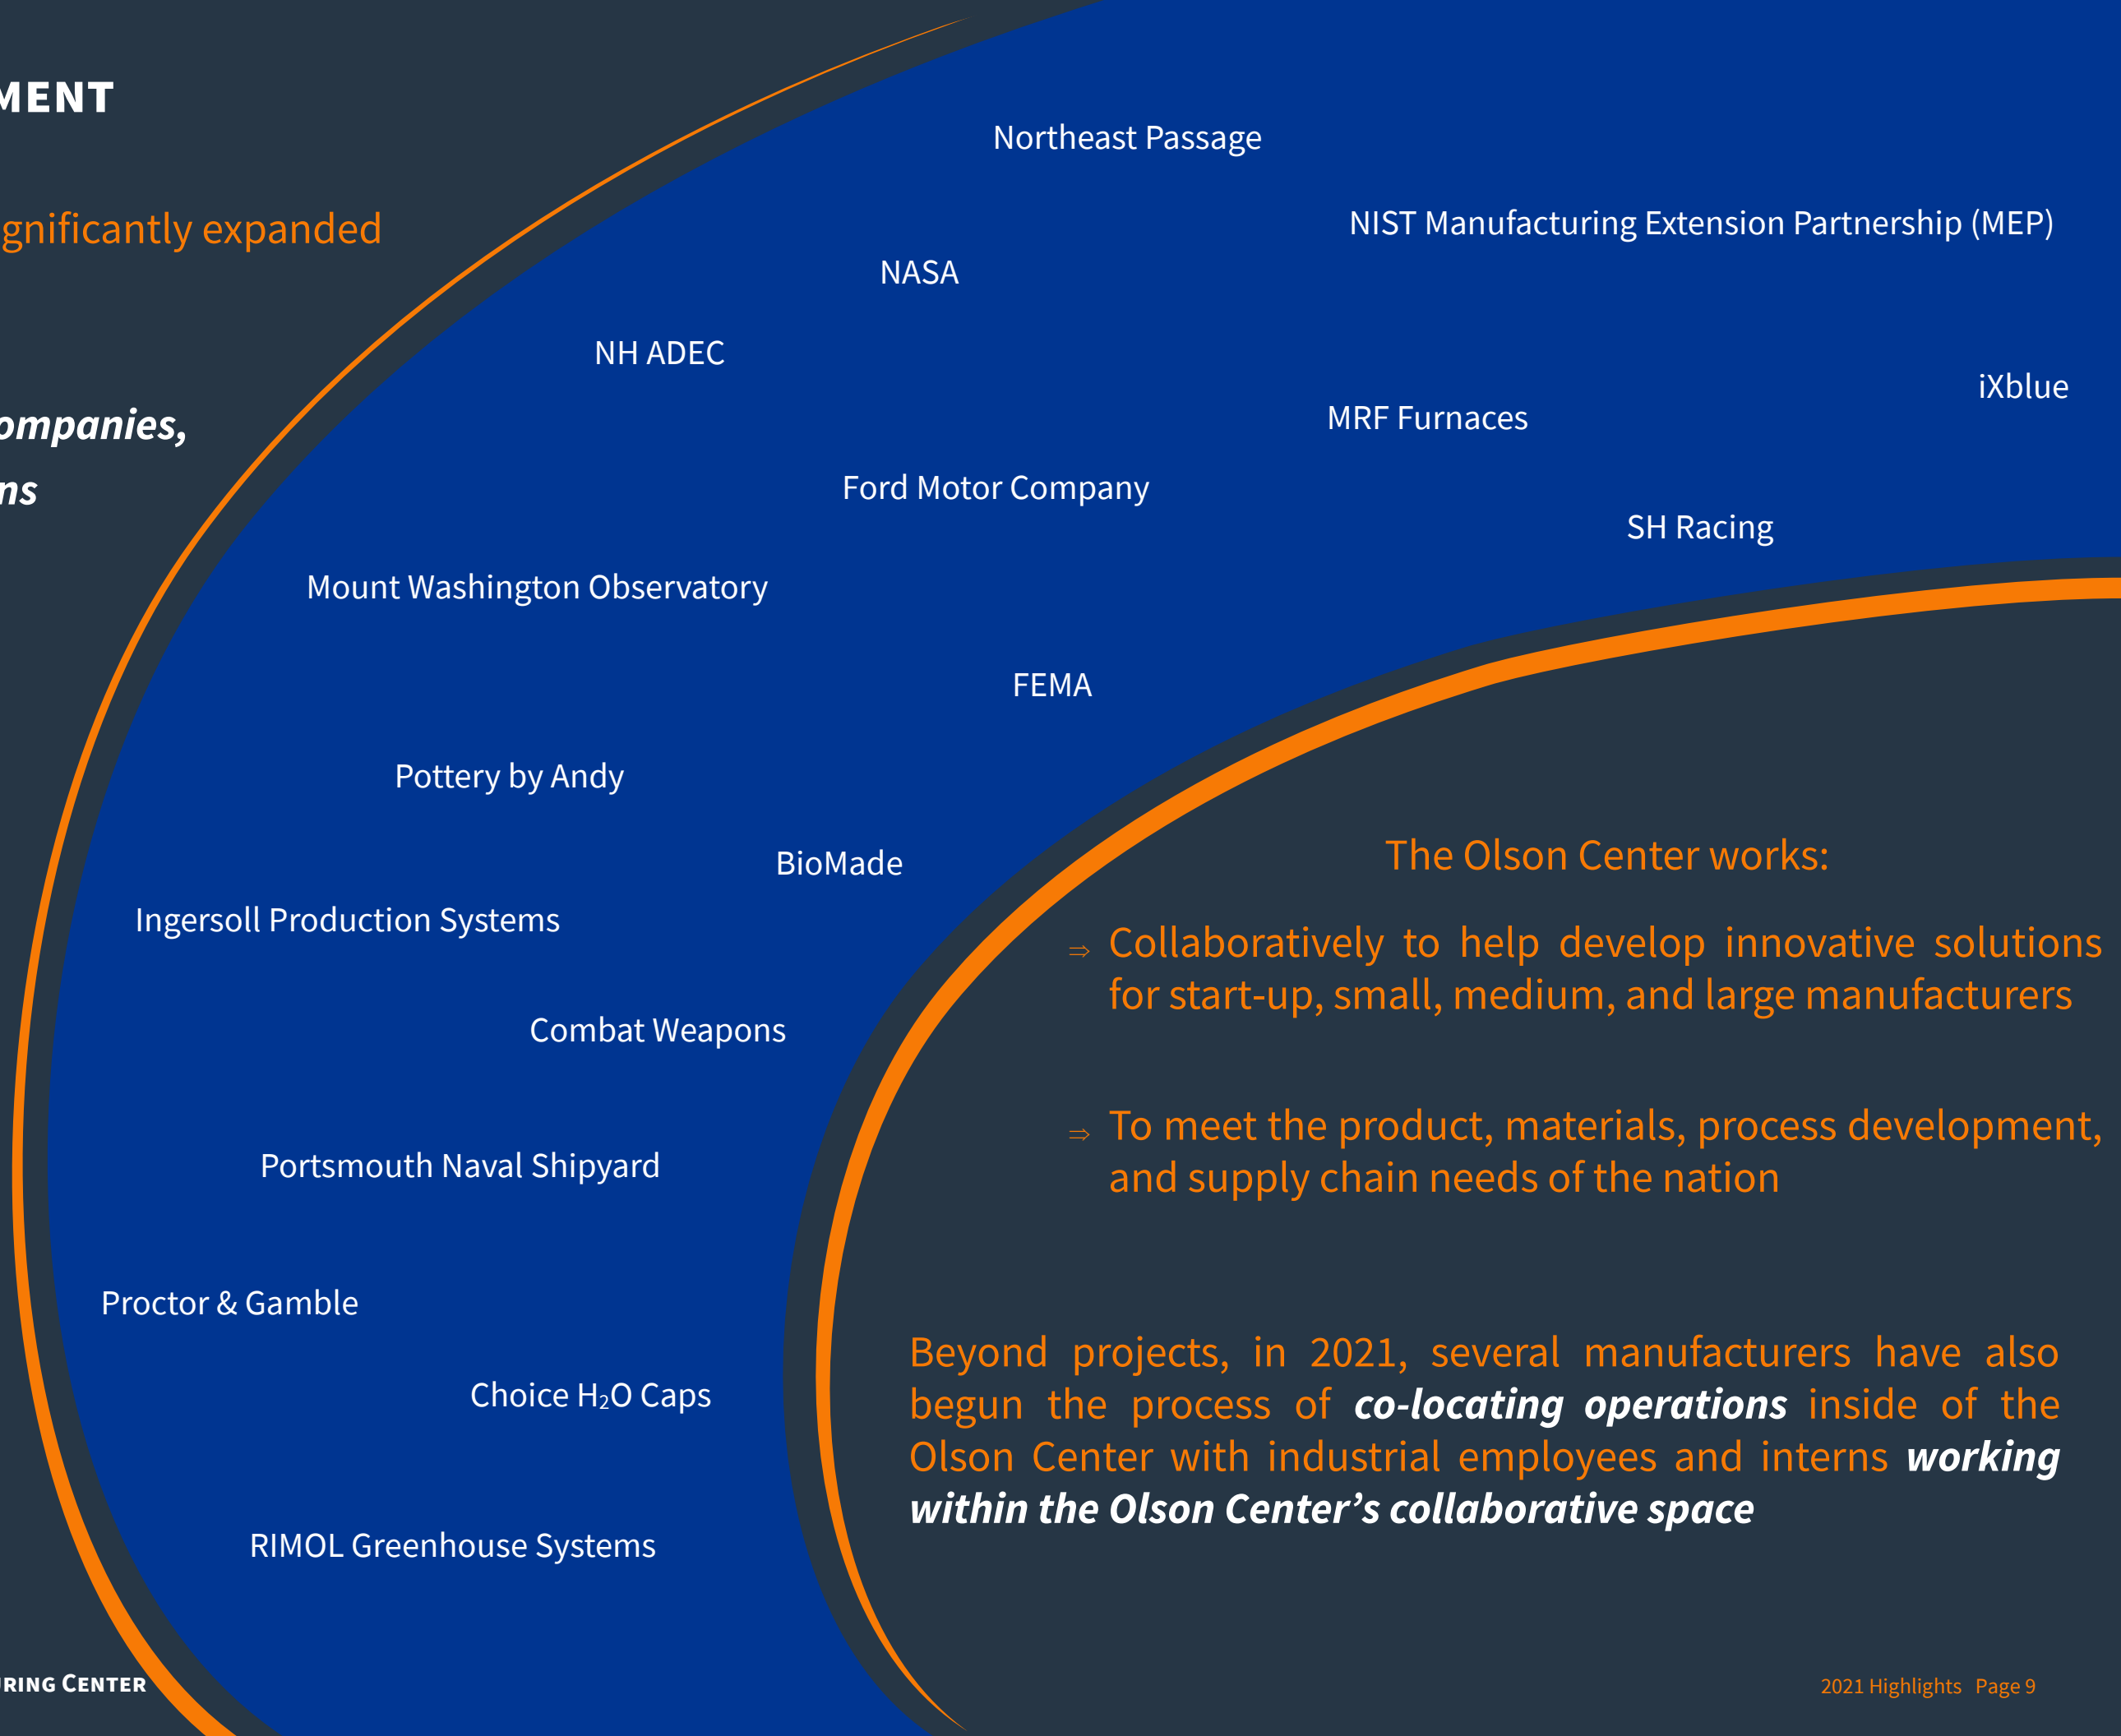 MENT
gnificantly expanded
ompanies,
ns
Northeast Passage
NIST Manufacturing Extension Partnership (MEP)
NASA
NH ADEC
iXblue
MRF Furnaces
Ford Motor Company
SH Racing
Mount Washington Observatory
FEMA
Pottery by Andy
BioMade
Ingersoll Production Systems
Combat Weapons
Portsmouth Naval Shipyard
Proctor & Gamble
Choice H₂O Caps
RIMOL Greenhouse Systems
The Olson Center works:
⇒ Collaboratively to help develop innovative solutions
for start-up, small, medium, and large manufacturers
⇒ To meet the product, materials, process development,
and supply chain needs of the nation
Beyond projects, in 2021, several manufacturers have also
begun the process of co-locating operations inside of the
Olson Center with industrial employees and interns working
within the Olson Center’s collaborative space
RING CENTER
2021 Highlights Page 9